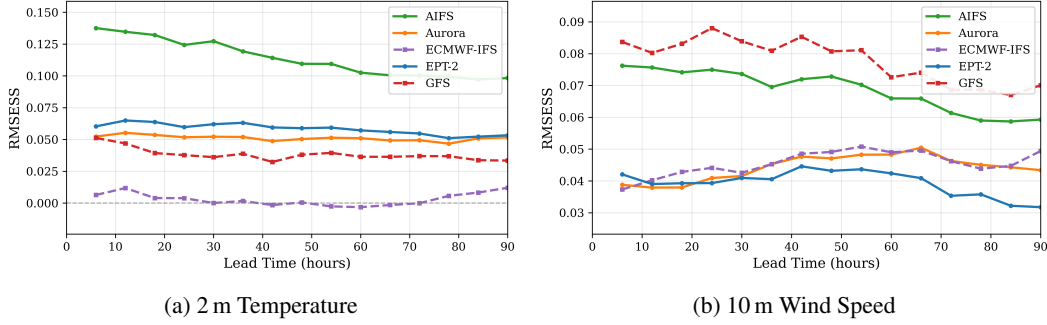 0.150
0.125
0.100
0.075
0.050
0.025
0.000
RMSESS
0 10 20 30 40 50 60 70 80 90
Lead Time (hours)
AIFS
Aurora
ECMWF-IFS
EPT-2
GFS
(a) 2 m Temperature
0.09
0.08
0.07
0.06
0.05
0.04
0.03
RMSESS
0 10 20 30 40 50 60 70 80 90
Lead Time (hours)
AIFS
Aurora
ECMWF-IFS
EPT-2
GFS
(b) 10 m Wind Speed